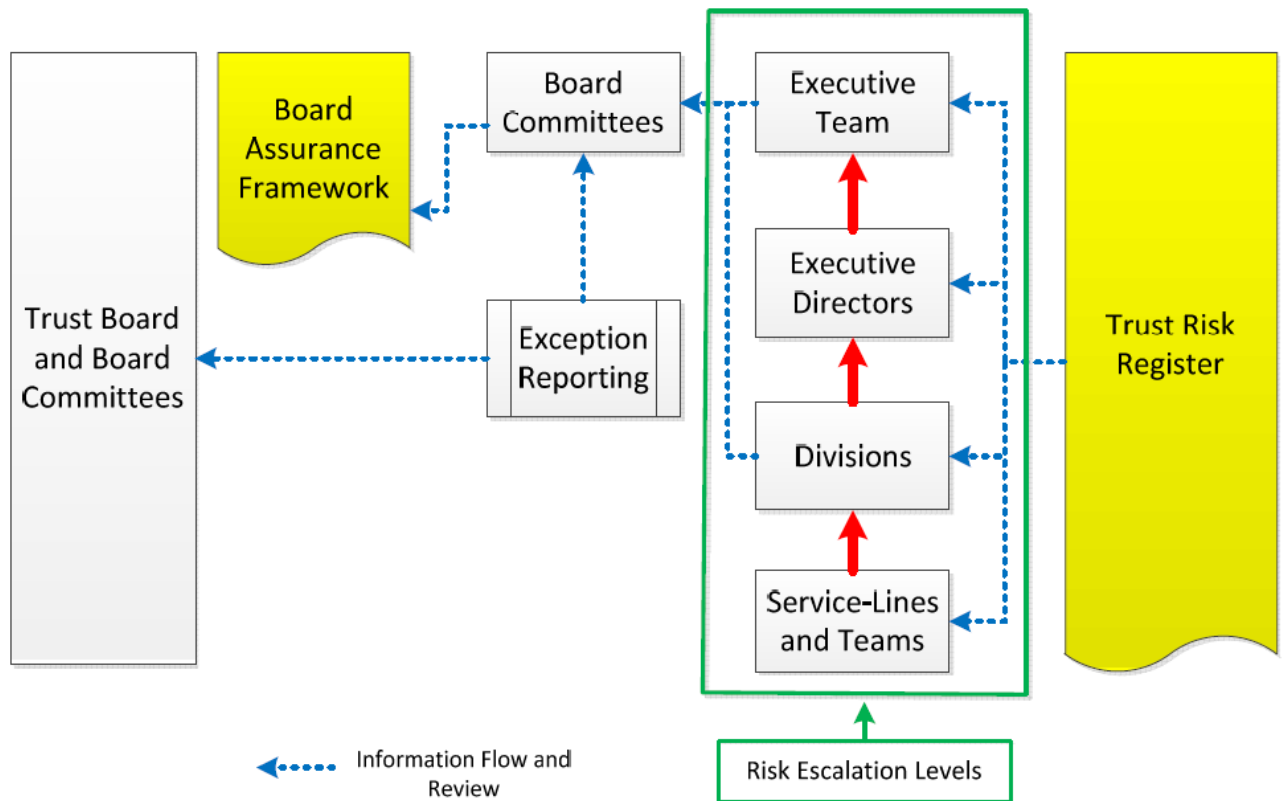 Trust Board
and Board
Committees
Board
Assurance
Framework
Board
Committees
Exception
Reporting
Executive
Team
Executive
Directors
Divisions
Service-Lines
and Teams
Trust Risk
Register
Information Flow and
Review
Risk Escalation Levels